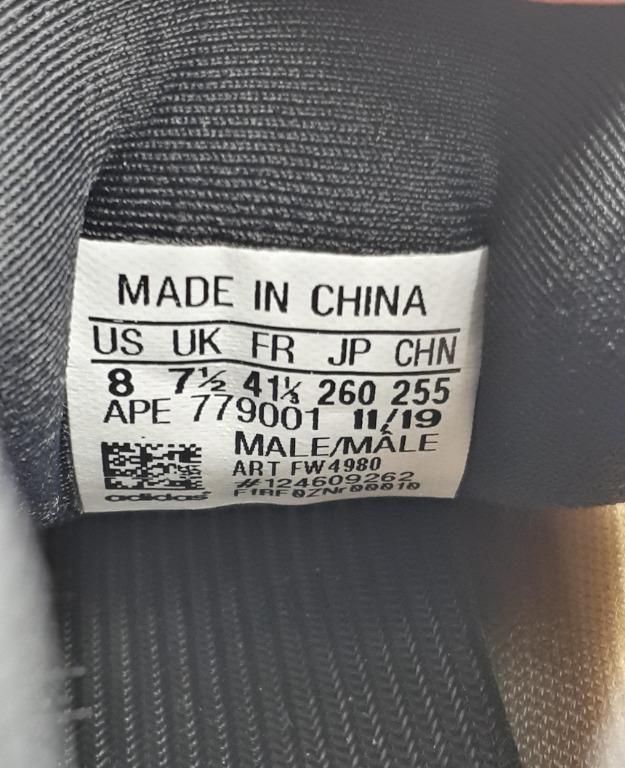 MADE IN CHINA
US UK FR JP CHN
8 7½ 41⅓ 260 255
APE 779001 11/19
MALE/MÂLE
ART FW4980
#124609262
F1RF0ZNr00010
adidas